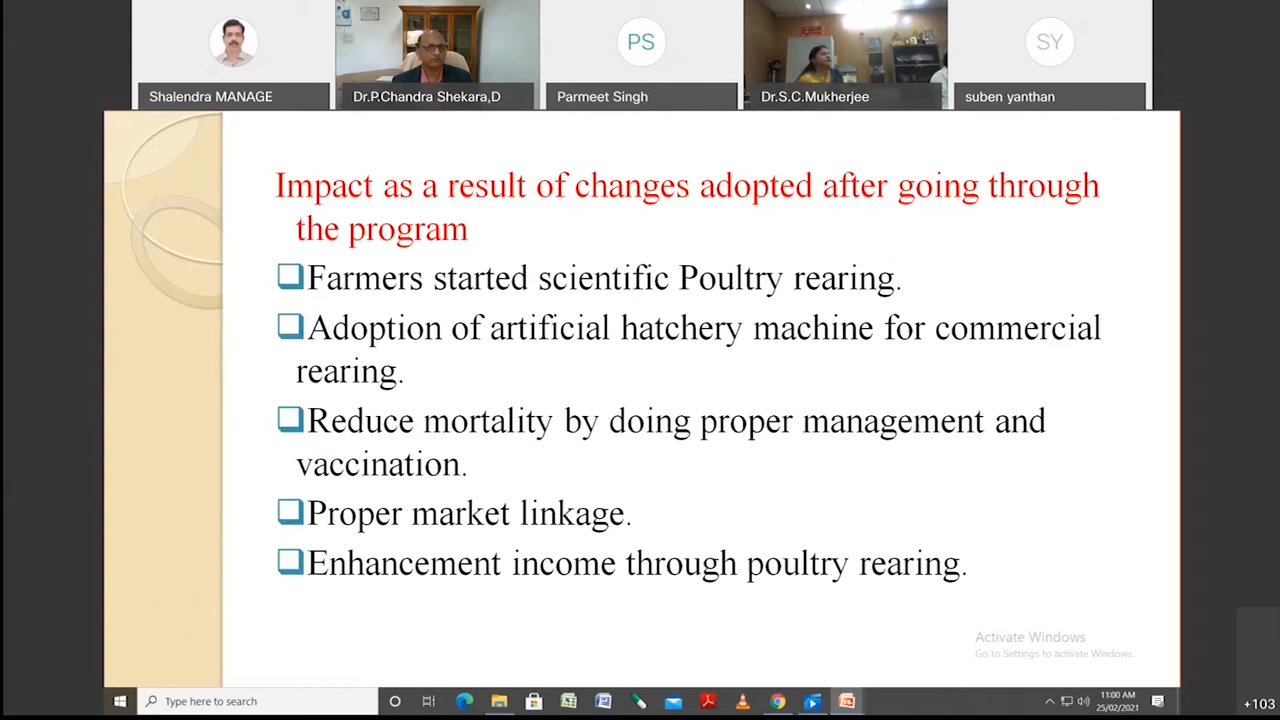 PS
SY
Shalendra MANAGE
Dr.P.Chandra Shekara,D
Parmeet Singh
Dr.S.C.Mukherjee
suben yanthan
Impact as a result of changes adopted after going through
the program
Farmers started scientific Poultry rearing.
Adoption of artificial hatchery machine for commercial
rearing.
Reduce mortality by doing proper management and
vaccination.
Proper market linkage.
Enhancement income through poultry rearing.
Activate Windows
Go to Settings to activate Windows.
Type here to search
11:00 AM
25/02/2021
+103